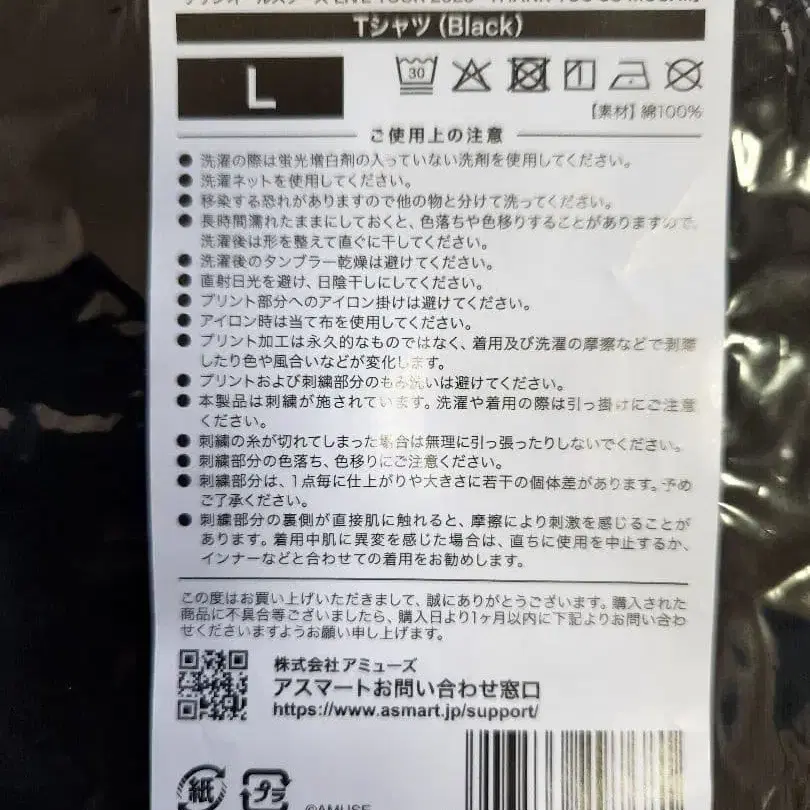 サザンオールスターズ LIVE TOUR 2025 「THANK YOU SO MUCH!!」
Tシャツ(Black)
L
30
【素材】綿100%
ご使用上の注意
● 洗濯の際は蛍光増白剤の入っていない洗剤を使用してください。
● 洗濯ネットを使用してください。
● 移染する恐れがありますので他の物と分けて洗ってください。
● 長時間濡れたままにしておくと、色落ちや色移りすることがありますので、
洗濯後は形を整えて直ぐに干してください。
● 洗濯後のタンブラー乾燥は避けてください。
● 直射日光を避け、日陰干しにしてください。
● プリント部分へのアイロン掛けは避けてください。
● アイロン時は当て布を使用してください。
● プリント加工は永久的なものではなく、着用及び洗濯の摩擦などで剥離
したり色や風合いなどが変化します。
● プリントおよび刺繍部分のもみ洗いは避けてください。
● 本製品は刺繍が施されています。洗濯や着用の際は引っ掛けにご注意
ください。
● 刺繍の糸が切れてしまった場合は無理に引っ張ったりしないでください。
● 刺繍部分の色落ち、色移りにご注意ください。
● 刺繍部分は、1点毎に仕上がりや大きさに若干の個体差があります。予め
ご了承ください。
● 刺繍部分の裏側が直接肌に触れると、摩擦により刺激を感じることが
あります。着用中肌に異変を感じた場合は、直ちに使用を中止するか、
インナーなどと合わせての着用をお勧めします。
この度はお買い上げいただきまして、誠にありがとうございます。購入された
商品に不具合等ございましたら、購入日より1ヶ月以内に下記よりお問い合わ
せくださいますようお願い申し上げます。
株式会社アミューズ
アスマートお問い合わせ窓口
https://www.asmart.jp/support/
紙 プラ ©AMUSE